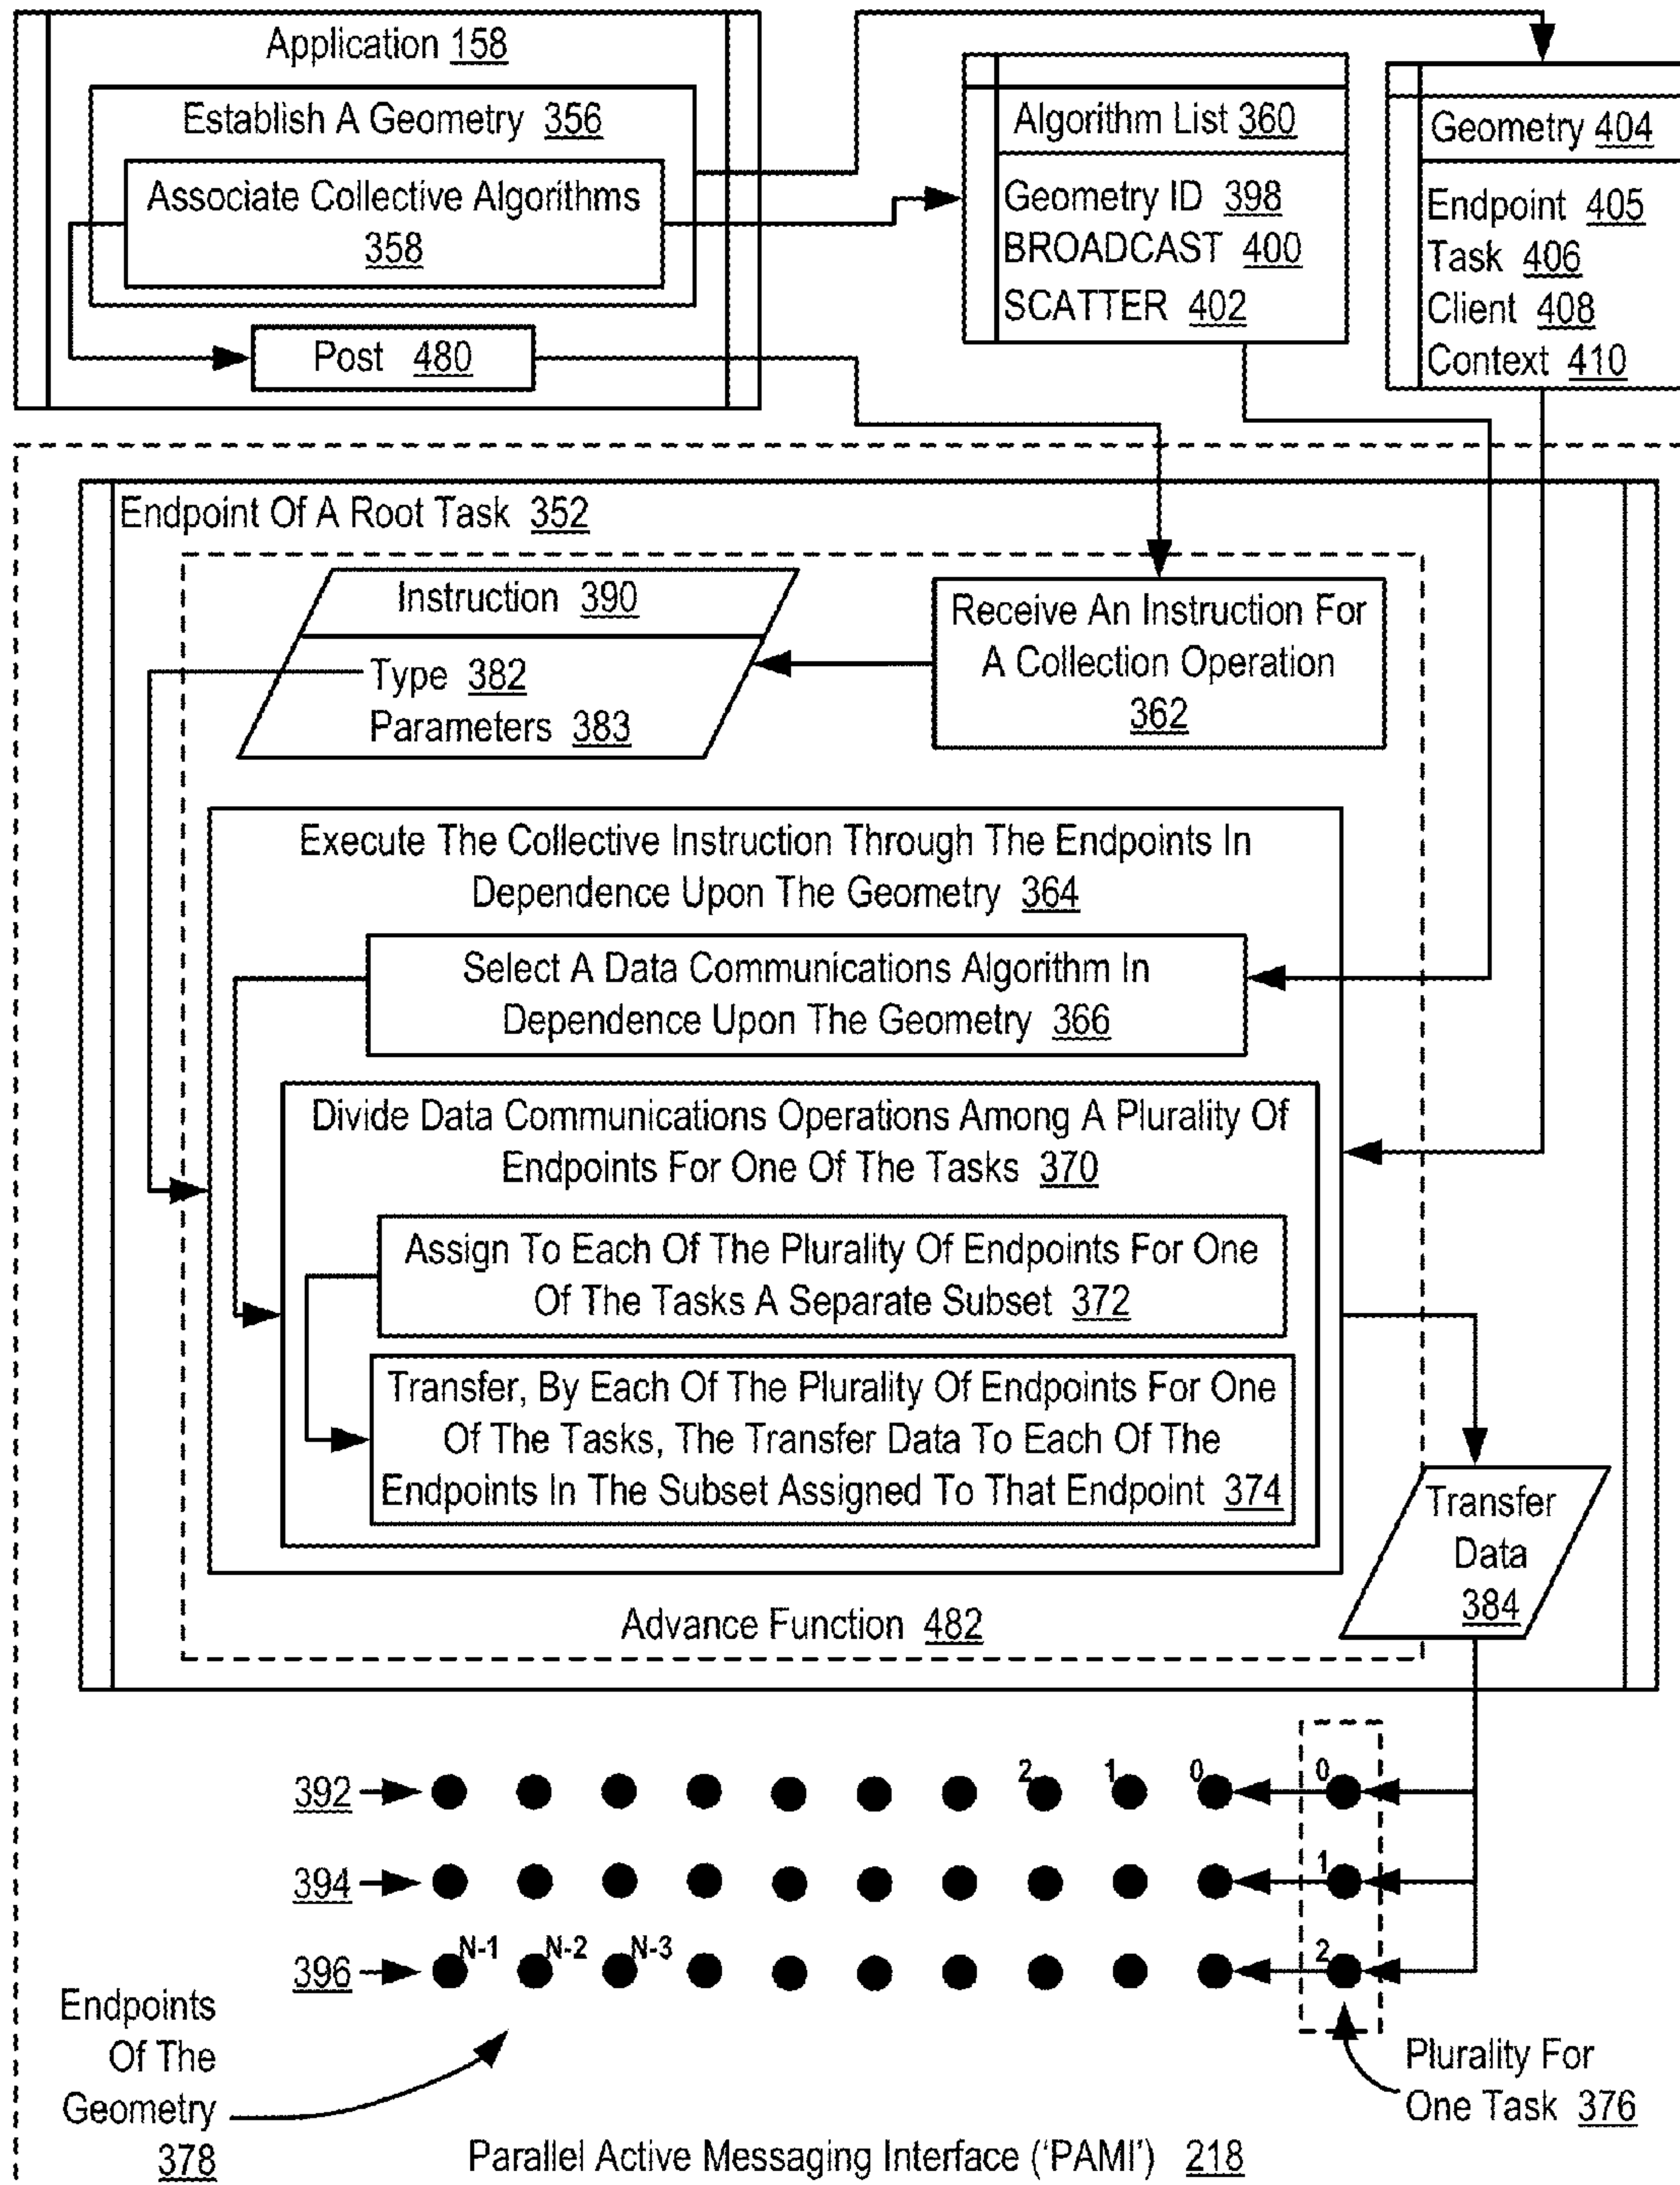 Application 158
Establish A Geometry 356
Associate Collective Algorithms
358
Post 480
Algorithm List 360
Geometry ID 398
BROADCAST 400
SCATTER 402
Geometry 404
Endpoint 405
Task 406
Client 408
Context 410
Endpoint Of A Root Task 352
Instruction 390
Type 382
Parameters 383
Receive An Instruction For
A Collection Operation
362
Execute The Collective Instruction Through The Endpoints In
Dependence Upon The Geometry 364
Select A Data Communications Algorithm In
Dependence Upon The Geometry 366
Divide Data Communications Operations Among A Plurality Of
Endpoints For One Of The Tasks 370
Assign To Each Of The Plurality Of Endpoints For One
Of The Tasks A Separate Subset 372
Transfer, By Each Of The Plurality Of Endpoints For One
Of The Tasks, The Transfer Data To Each Of The
Endpoints In The Subset Assigned To That Endpoint 374
Transfer
Data
384
Advance Function 482
392 2 1 0 0
394 1
396 N-1 N-2 N-3 2
Endpoints
Of The
Geometry
378
Plurality For
One Task 376
Parallel Active Messaging Interface ('PAMI') 218